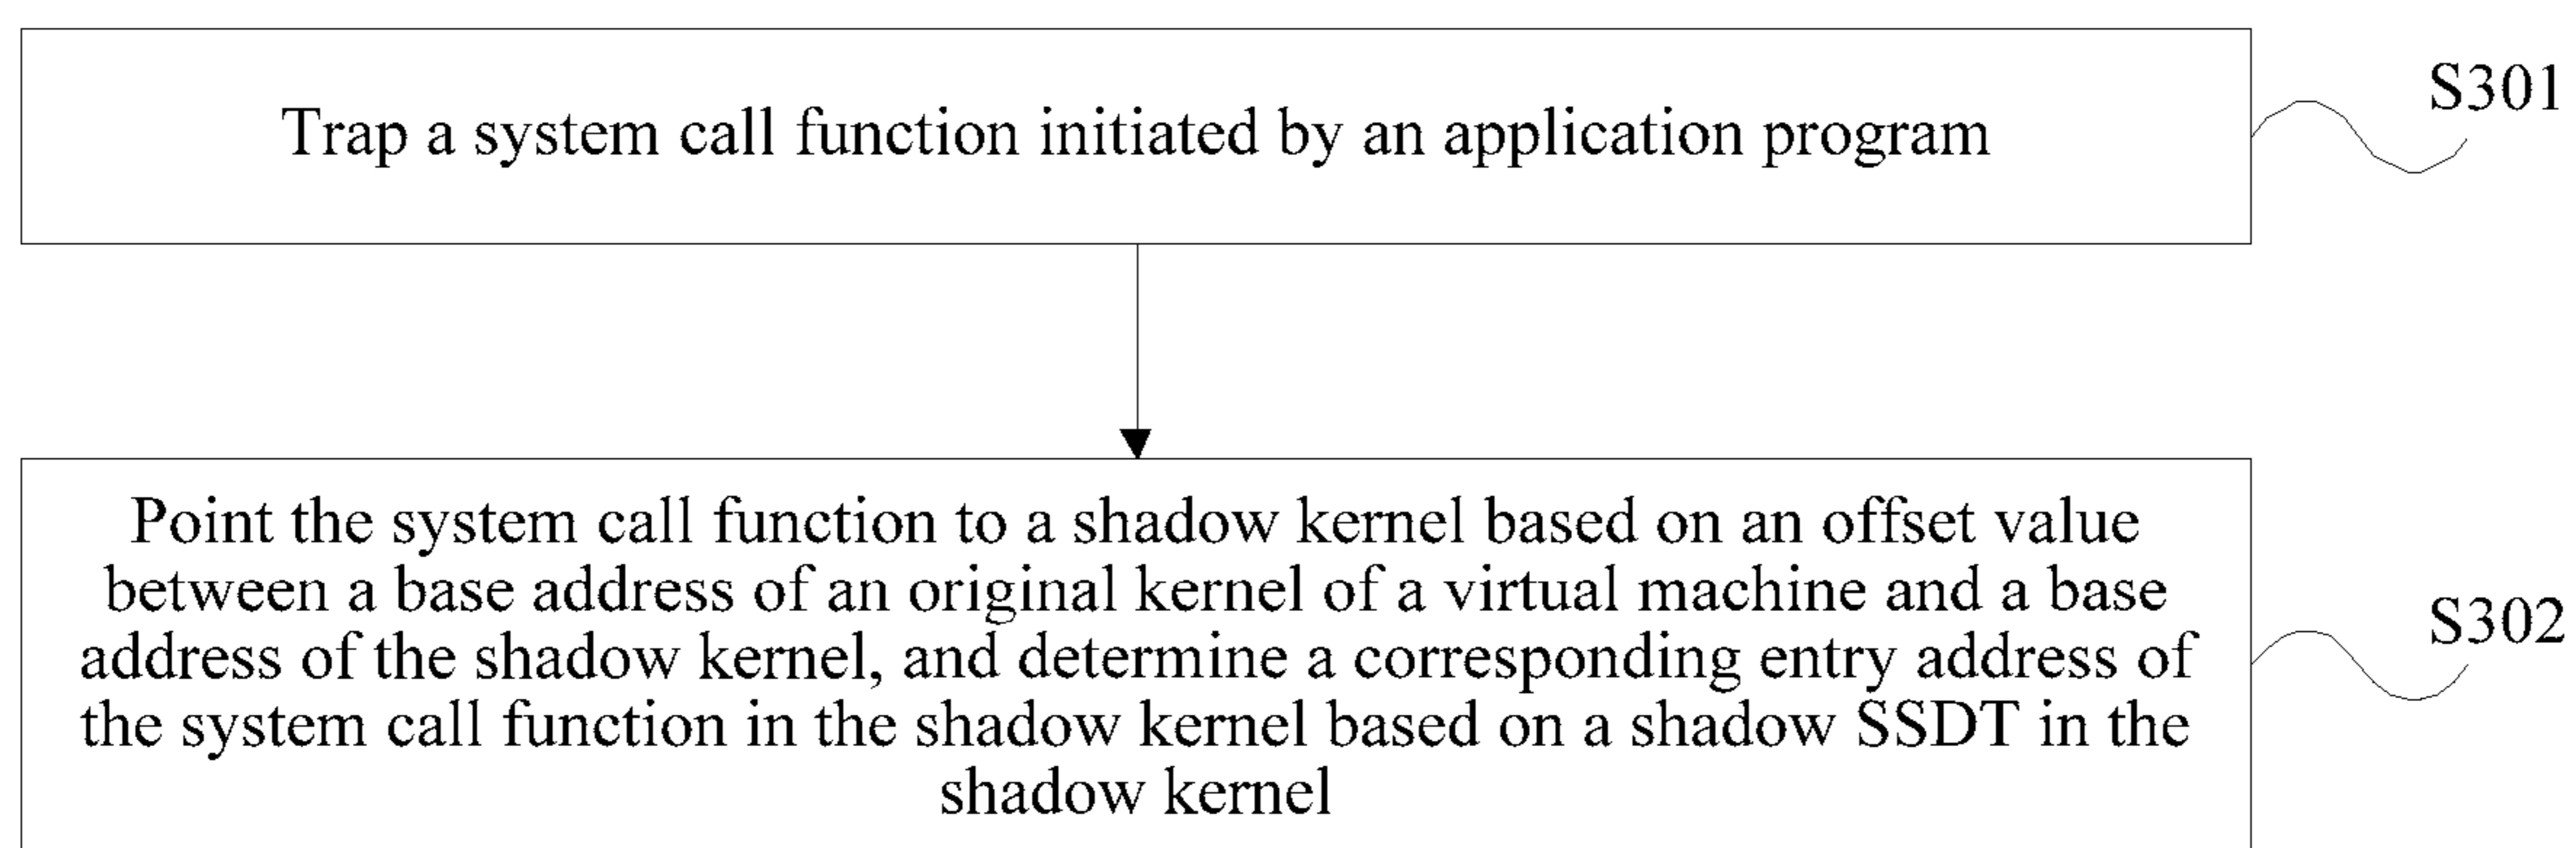 Trap a system call function initiated by an application program
S301
Point the system call function to a shadow kernel based on an offset value
between a base address of an original kernel of a virtual machine and a base
address of the shadow kernel, and determine a corresponding entry address of
the system call function in the shadow kernel based on a shadow SSDT in the
shadow kernel
S302